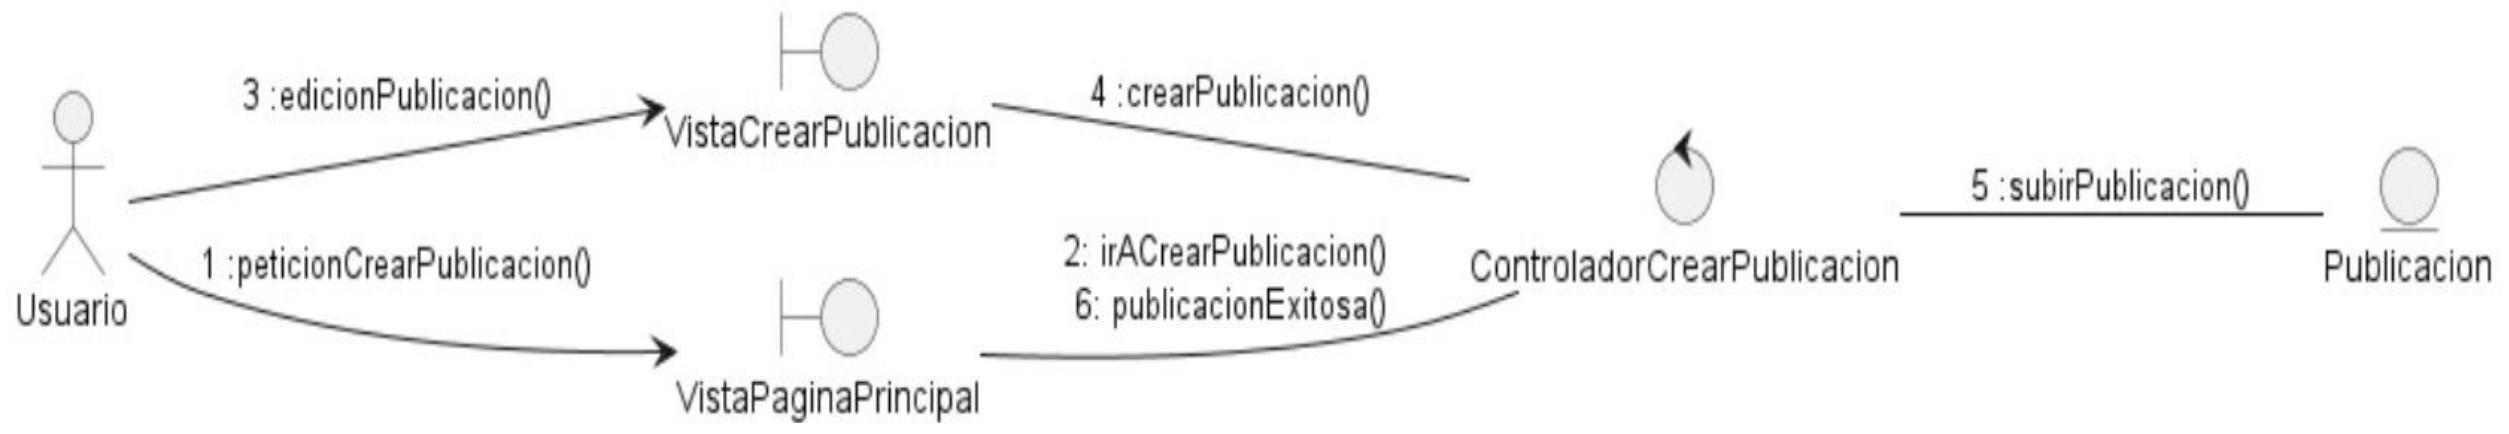 3 :edicionPublicacion()
VistaCrearPublicacion
4 :crearPublicacion()
5 :subirPublicacion()
1 :peticionCrearPublicacion()
Usuario
2: irACrearPublicacion()
6: publicacionExitosa()
ControladorCrearPublicacion
Publicacion
VistaPaginaPrincipal